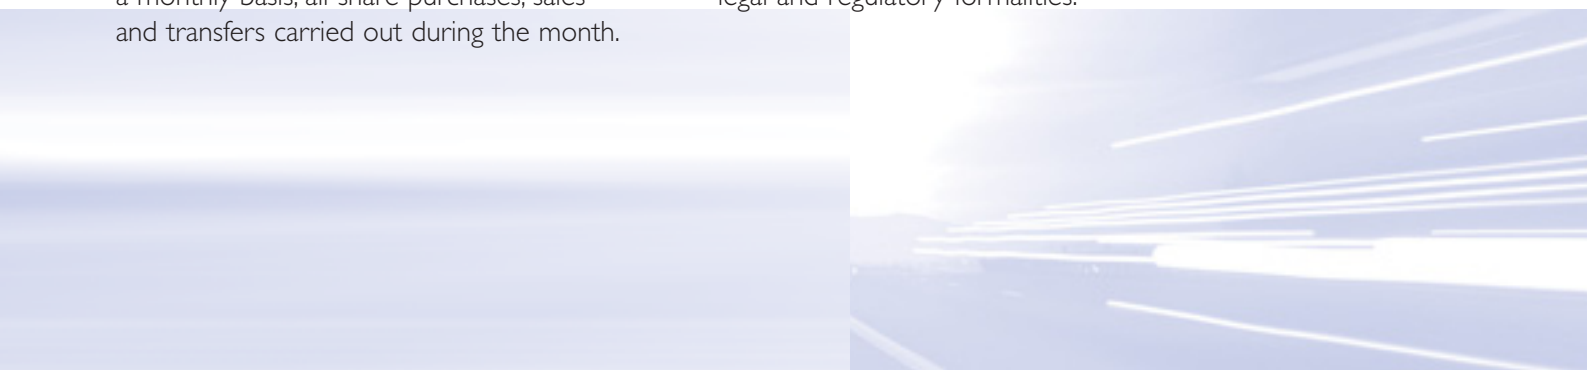 a monthly basis, all share purchases, sales
and transfers carried out during the month.
legal and regulatory formalities.